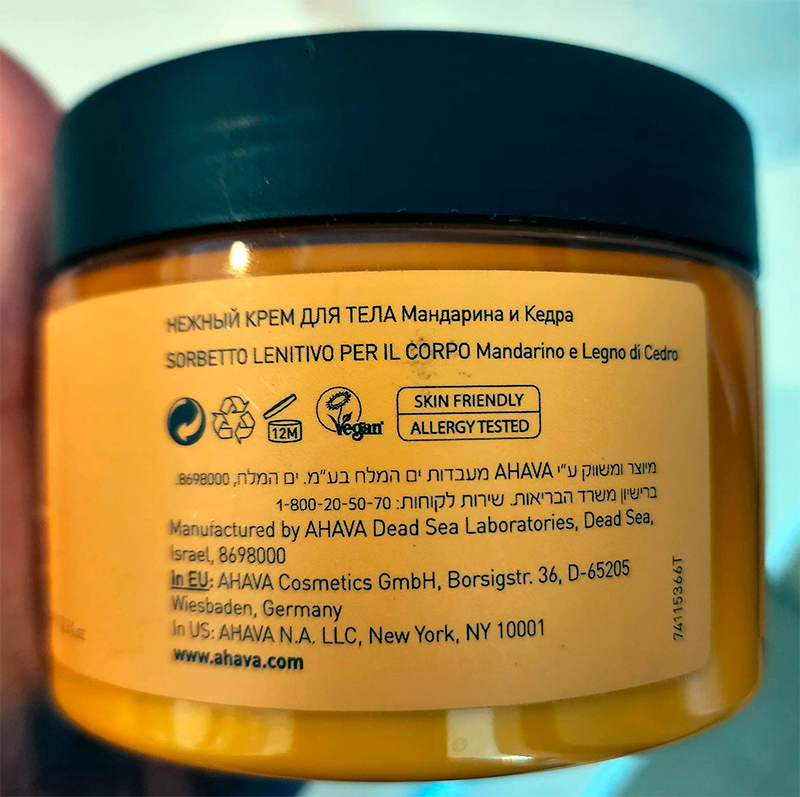 НЕЖНЫЙ КРЕМ ДЛЯ ТЕЛА Мандарина и Кедра
SORBETTO LENITIVO PER IL CORPO Mandarino e Legno di Cedro
12M
Vegan
SKIN FRIENDLY
ALLERGY TESTED
מיוצר ומשווק ע״י AHAVA מעבדות ים המלח בע״מ. ים המלח, 8698000.
ברישיון משרד הבריאות. שירות לקוחות: 1-800-20-50-70
Manufactured by AHAVA Dead Sea Laboratories, Dead Sea,
Israel, 8698000
In EU: AHAVA Cosmetics GmbH, Borsigstr. 36, D-65205
Wiesbaden, Germany
In US: AHAVA N.A. LLC, New York, NY 10001
www.ahava.com
74115366T